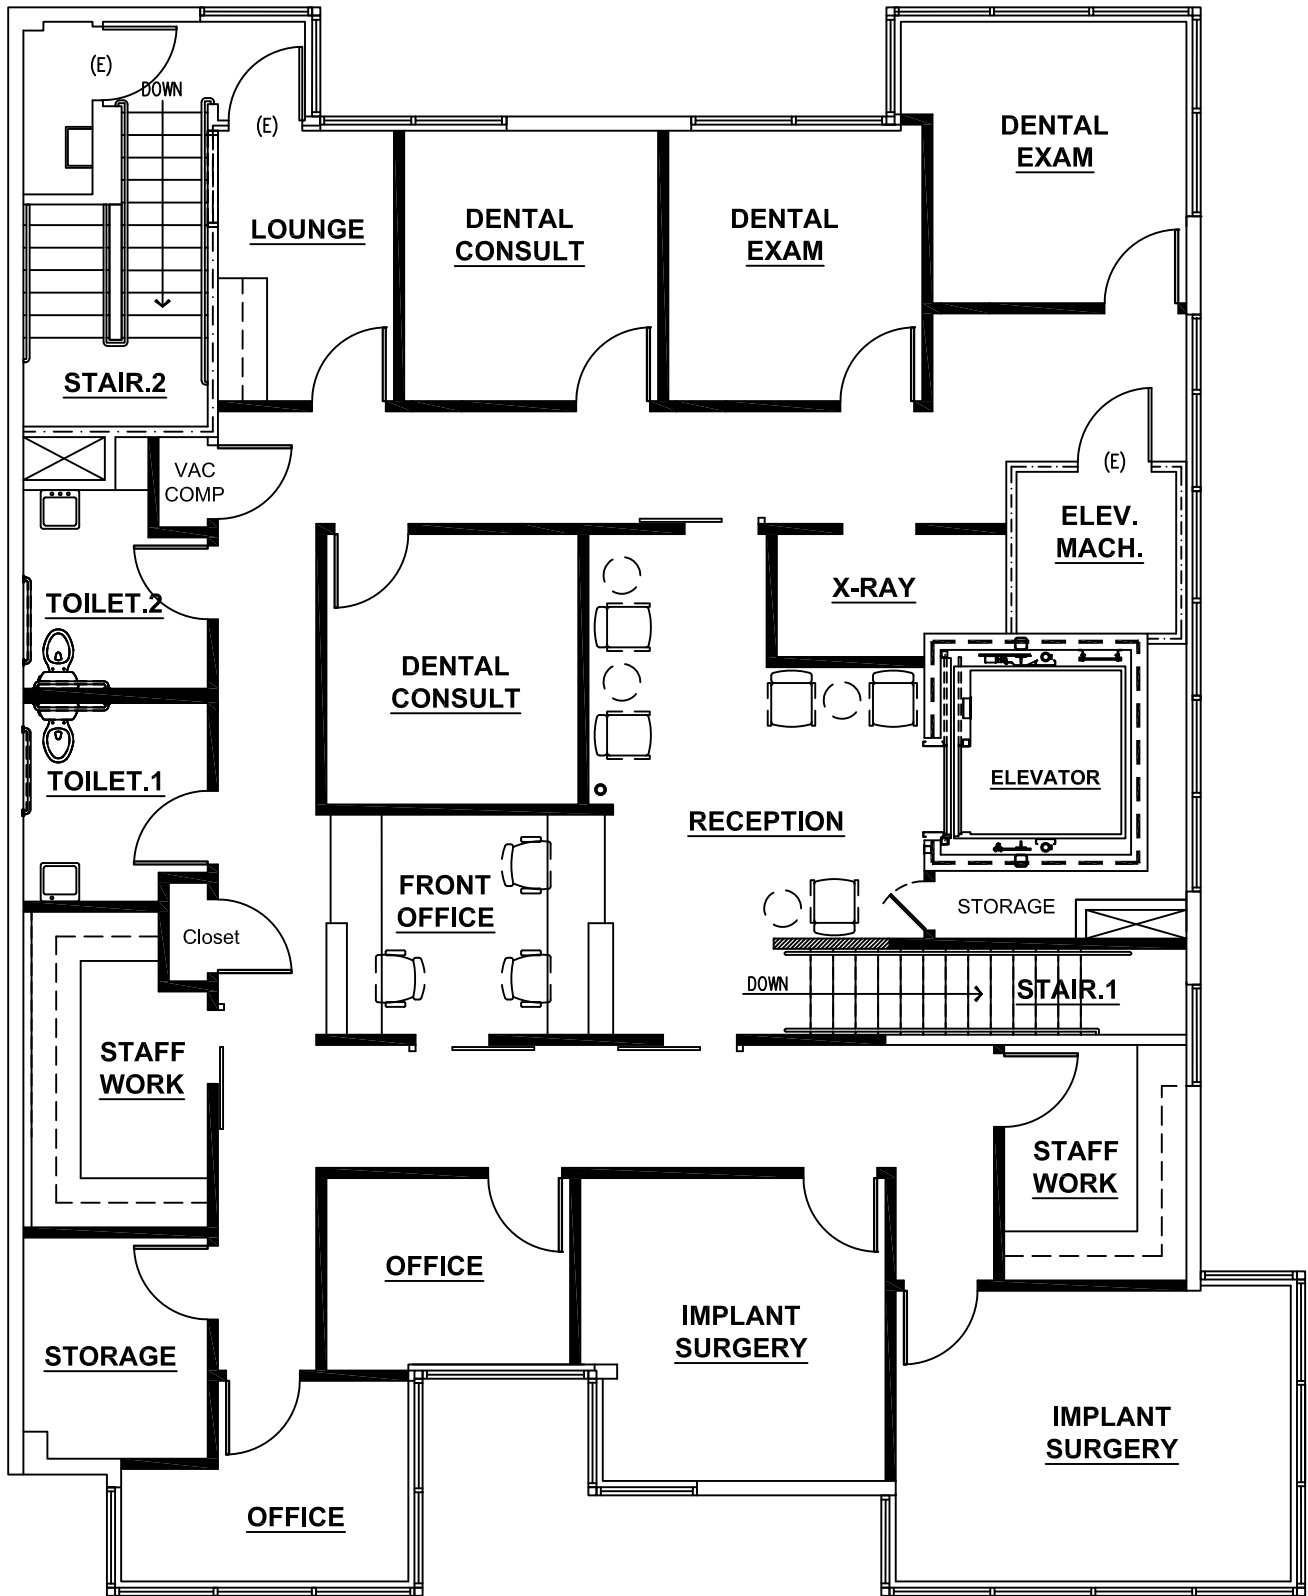 (E)
DOWN
(E)
LOUNGE
DENTAL
CONSULT
DENTAL
EXAM
DENTAL
EXAM
STAIR.2
VAC
COMP
(E)
ELEV.
MACH.
X-RAY
TOILET.2
DENTAL
CONSULT
TOILET.1
ELEVATOR
RECEPTION
FRONT
OFFICE
STORAGE
Closet
DOWN
STAIR.1
STAFF
WORK
STAFF
WORK
OFFICE
IMPLANT
SURGERY
STORAGE
IMPLANT
SURGERY
OFFICE